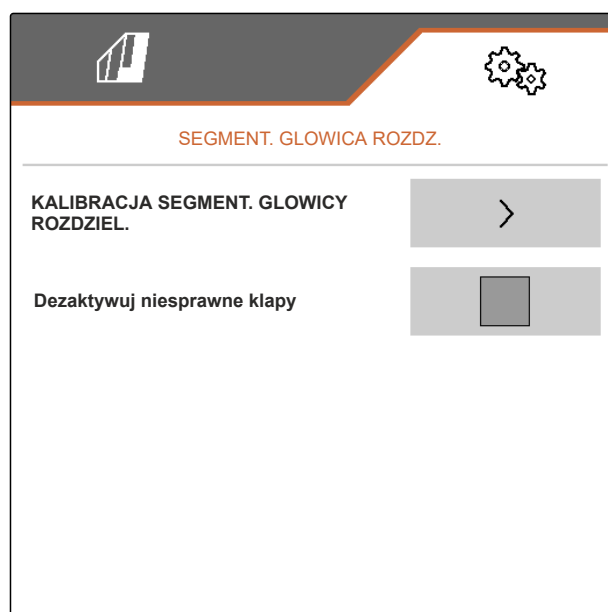 SEGMENT. GLOWICA ROZDZ.
KALIBRACJA SEGMENT. GLOWICY
ROZDZIEL.
Dezaktywuj niesprawne klapy